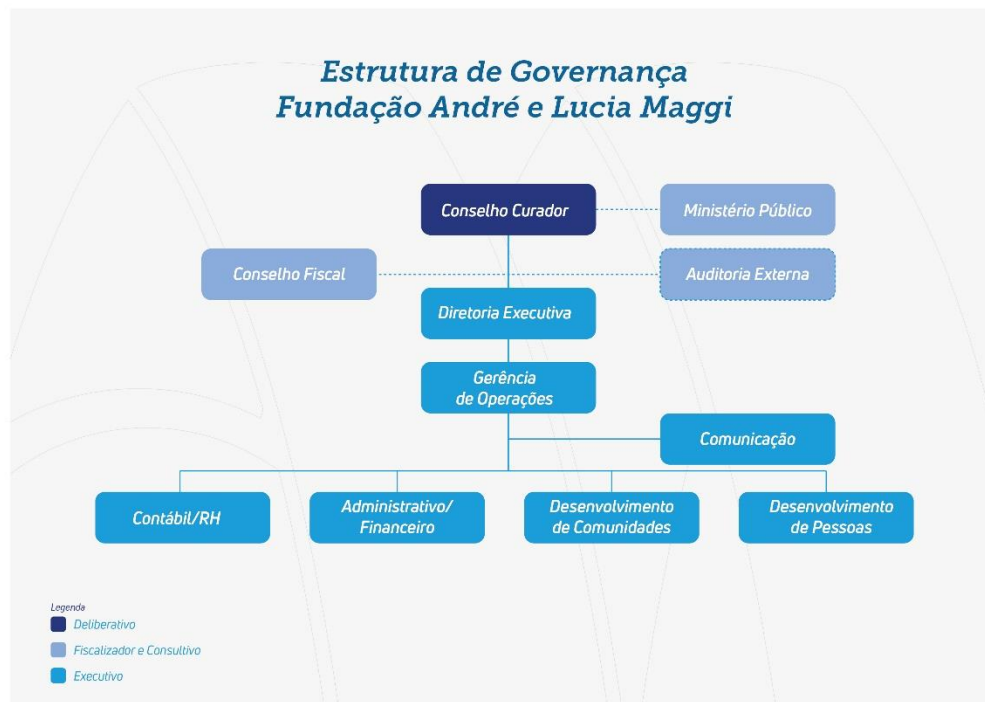 Estrutura de Governança
Fundação André e Lucia Maggi
Conselho Curador
Ministério Público
Conselho Fiscal
Auditoria Externa
Diretoria Executiva
Gerência
de Operações
Comunicação
Contábil/RH
Administrativo/
Financeiro
Desenvolvimento
de Comunidades
Desenvolvimento
de Pessoas
Legenda
Deliberativo
Fiscalizador e Consultivo
Executivo